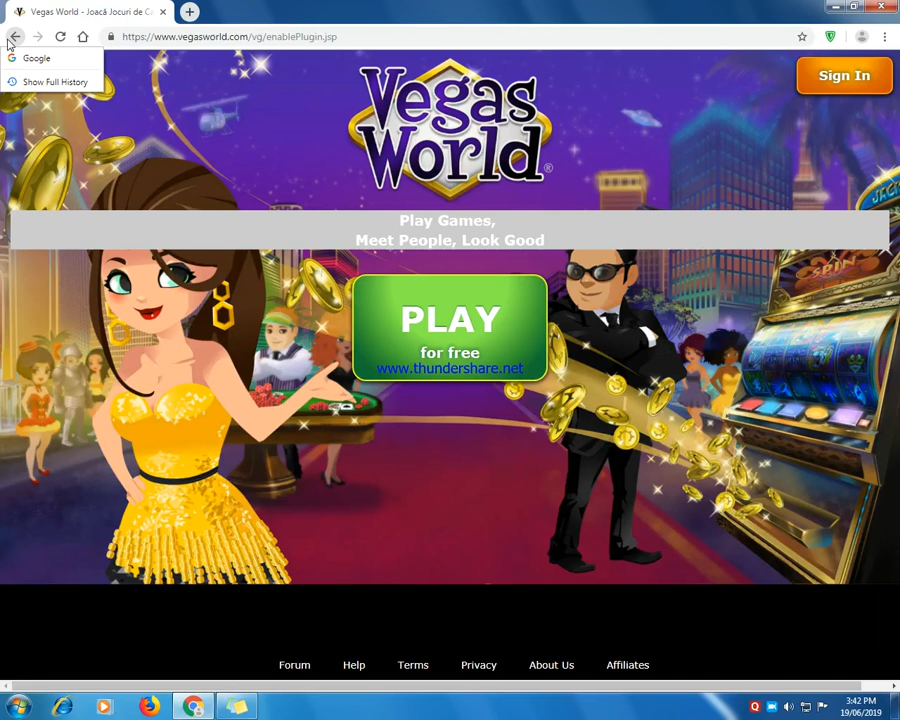 Vegas World - Joacă Jocuri de Ca
https://www.vegasworld.com/vg/enablePlugin.jsp
Google
Show Full History
Sign In
Vegas
World®
JACK
Play Games,
Meet People, Look Good
SPIN
PLAY
for free
www.thundershare.net
Forum
Help
Terms
Privacy
About Us
Affiliates
3:42 PM
19/06/2019